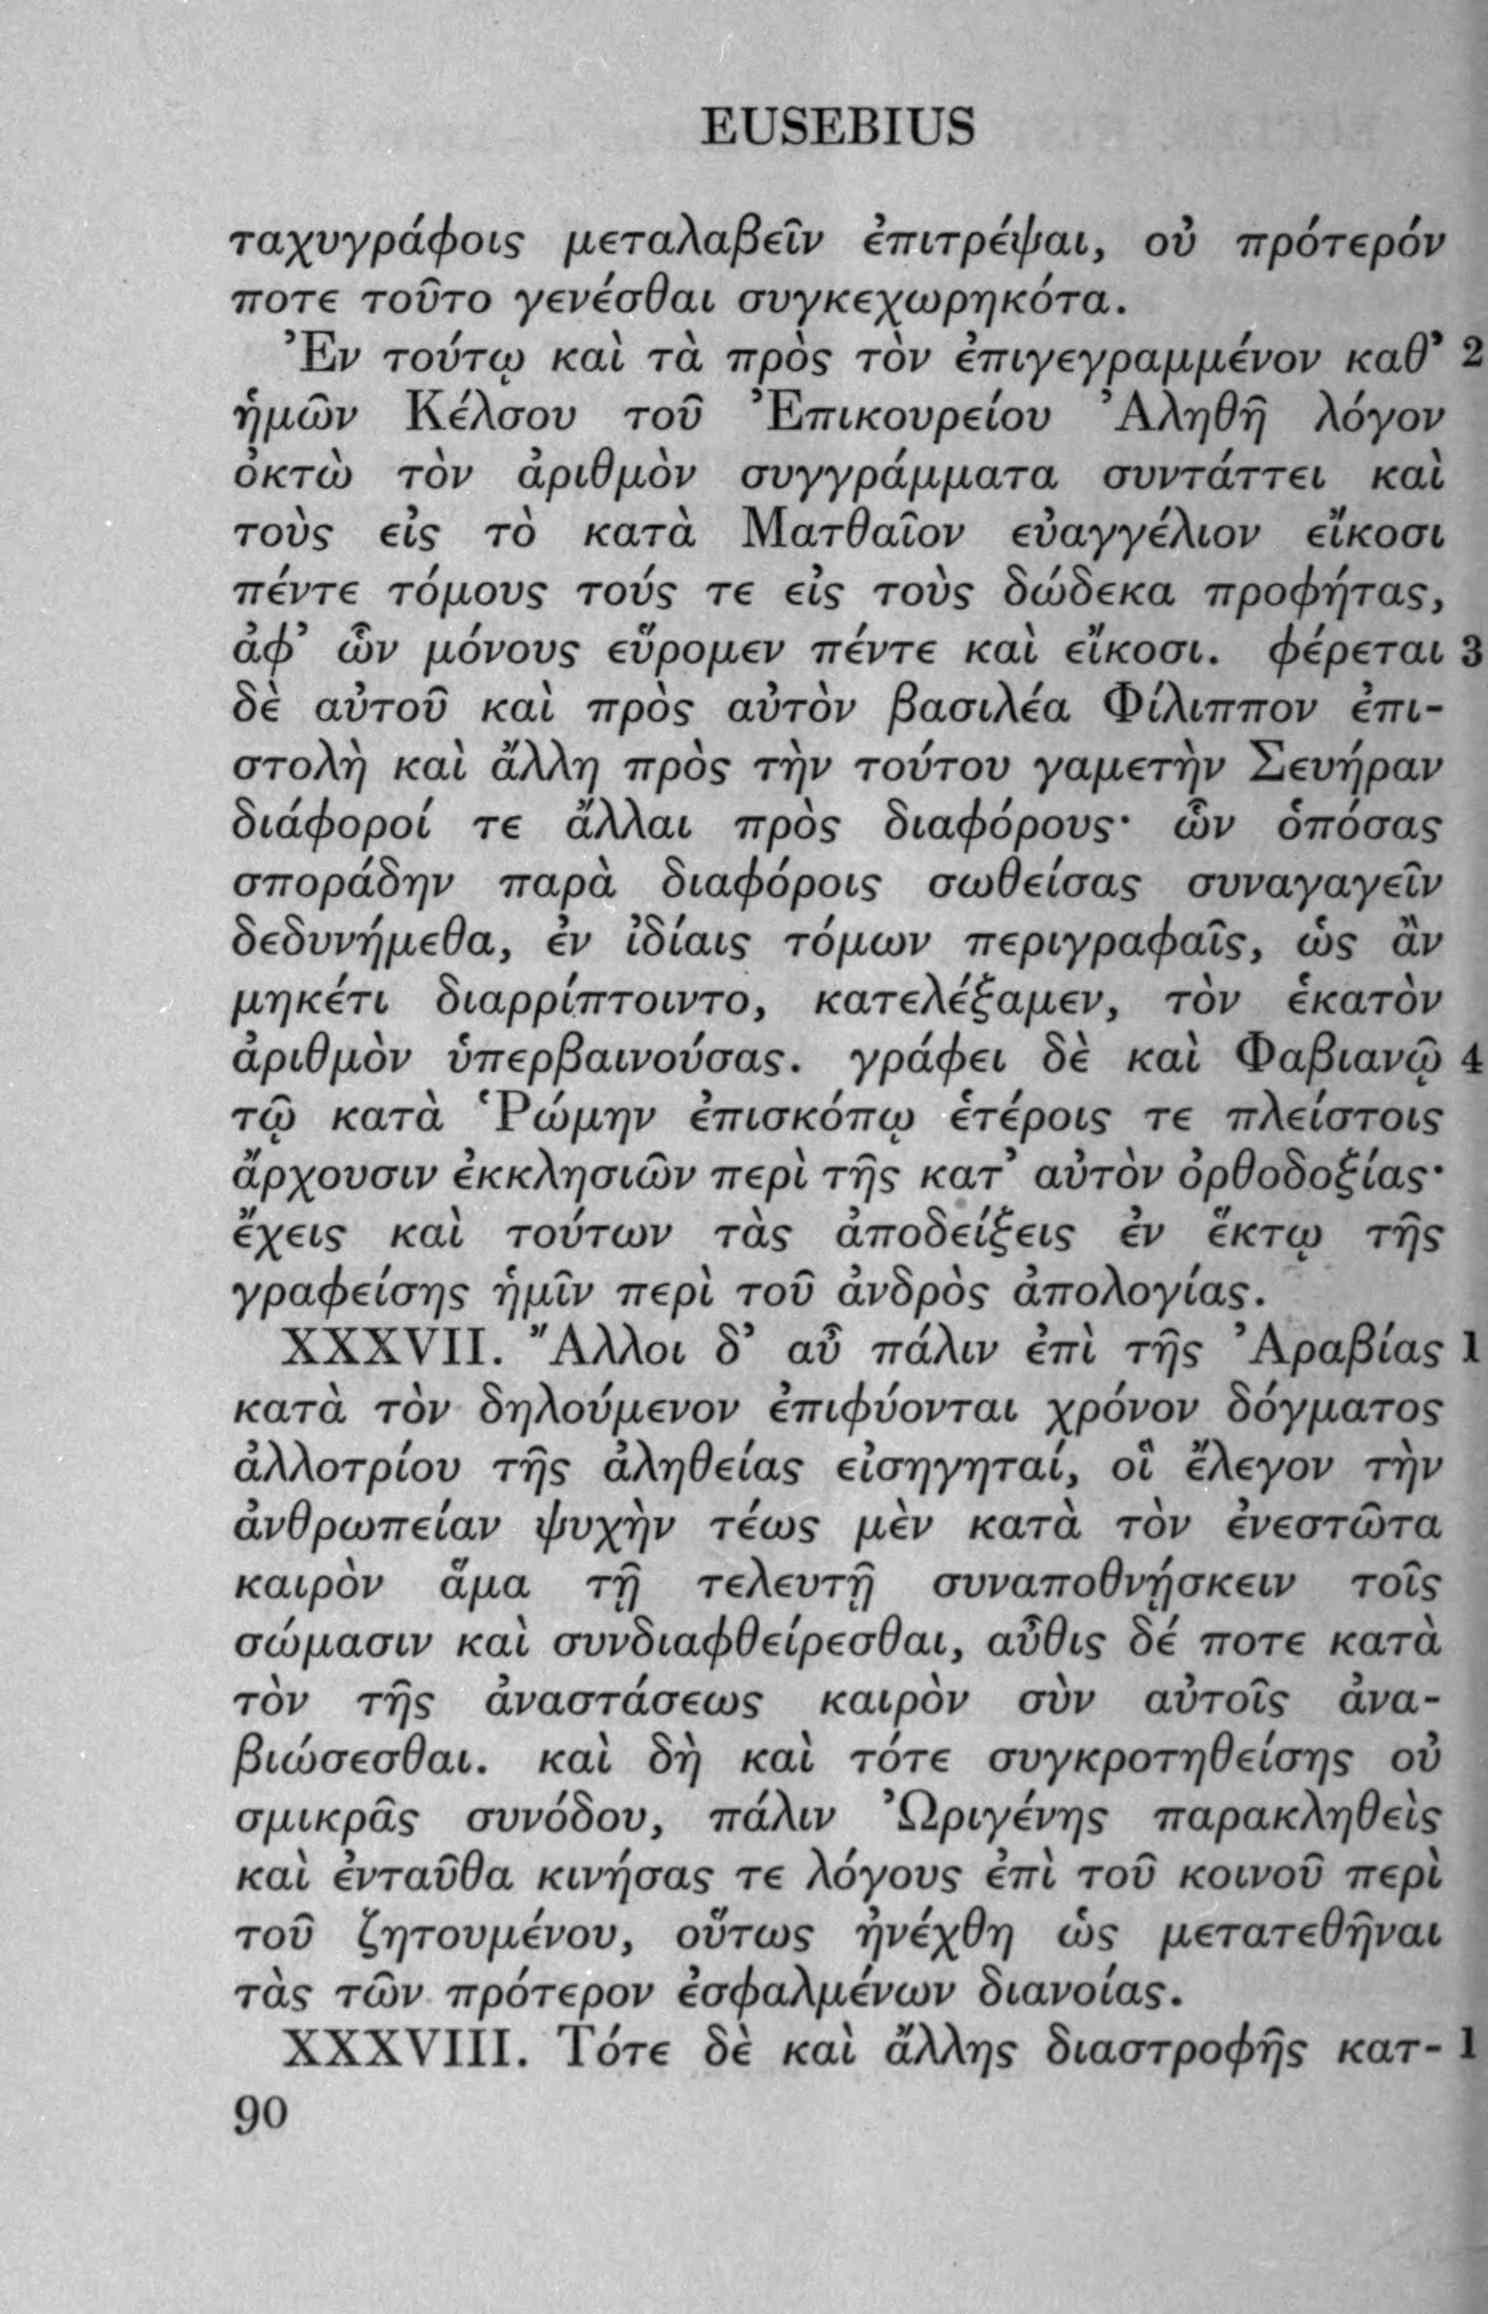 EUSEBIUS
ταχυγράφοις μεταλαβεῖν ἐπιτρέψαι, οὐ πρότερόν
ποτε τοῦτο γενέσθαι συγκεχωρηκότα.
Ἐν τούτῳ καὶ τὰ πρὸς τὸν ἐπιγεγραμμένον καθ’ 2
ἡμῶν Κέλσου τοῦ Ἐπικουρείου Ἀληθῆ λόγον
ὀκτὼ τὸν ἀριθμὸν συγγράμματα συντάττει καὶ
τοὺς εἰς τὸ κατὰ Ματθαῖον εὐαγγέλιον εἴκοσι
πέντε τόμους τούς τε εἰς τοὺς δώδεκα προφήτας,
ἀφ’ ὧν μόνους εὕρομεν πέντε καὶ εἴκοσι. φέρεται 3
δὲ αὐτοῦ καὶ πρὸς αὐτὸν βασιλέα Φίλιππον ἐπι-
στολὴ καὶ ἄλλη πρὸς τὴν τούτου γαμετὴν Σευήραν
διάφοροί τε ἄλλαι πρὸς διαφόρους· ὧν ὁπόσας
σποράδην παρὰ διαφόροις σωθείσας συναγαγεῖν
δεδυνήμεθα, ἐν ἰδίαις τόμων περιγραφαῖς, ὡς ἂν
μηκέτι διαρρίπτοιντο, κατελέξαμεν, τὸν ἑκατὸν
ἀριθμὸν ὑπερβαινούσας. γράφει δὲ καὶ Φαβιανῷ 4
τῷ κατὰ Ῥώμην ἐπισκόπῳ ἑτέροις τε πλείστοις
ἄρχουσιν ἐκκλησιῶν περὶ τῆς κατ’ αὐτὸν ὀρθοδοξίας·
ἔχεις καὶ τούτων τὰς ἀποδείξεις ἐν ἕκτῳ τῆς
γραφείσης ἡμῖν περὶ τοῦ ἀνδρὸς ἀπολογίας.
XXXVII. Ἄλλοι δ’ αὖ πάλιν ἐπὶ τῆς Ἀραβίας 1
κατὰ τὸν δηλούμενον ἐπιφύονται χρόνον δόγματος
ἀλλοτρίου τῆς ἀληθείας εἰσηγηταί, οἳ ἔλεγον τὴν
ἀνθρωπείαν ψυχὴν τέως μὲν κατὰ τὸν ἐνεστῶτα
καιρὸν ἅμα τῇ τελευτῇ συναποθνῄσκειν τοῖς
σώμασιν καὶ συνδιαφθείρεσθαι, αὖθις δέ ποτε κατὰ
τὸν τῆς ἀναστάσεως καιρὸν σὺν αὐτοῖς ἀνα-
βιώσεσθαι. καὶ δὴ καὶ τότε συγκροτηθείσης οὐ
σμικρᾶς συνόδου, πάλιν Ὠριγένης παρακληθεὶς
καὶ ἐνταῦθα κινήσας τε λόγους ἐπὶ τοῦ κοινοῦ περὶ
τοῦ ζητουμένου, οὕτως ἠνέχθη ὡς μετατεθῆναι
τὰς τῶν πρότερον ἐσφαλμένων διανοίας.
XXXVIII. Τότε δὲ καὶ ἄλλης διαστροφῆς κατ- 1
90